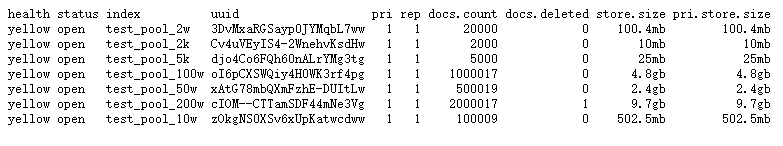 health status index uuid pri rep docs.count docs.deleted store.size pri.store.size
yellow open test_pool_2w 3DvMxaRGSayp0JYMqbL7ww 1 1 20000 0 100.4mb 100.4mb
yellow open test_pool_2k Cv4uVEyIS4-2WnehvKsdHw 1 1 2000 0 10mb 10mb
yellow open test_pool_5k djo4Co6FQh60nALrYMg3tg 1 1 5000 0 25mb 25mb
yellow open test_pool_100w oI6pCXSWQiy4H0WK3rf4pg 1 1 1000017 0 4.8gb 4.8gb
yellow open test_pool_50w xAtG78mbQXmFzhE-DUItLw 1 1 500019 0 2.4gb 2.4gb
yellow open test_pool_200w cIOM--CTTamSDF44mNe3Vg 1 1 2000017 1 9.7gb 9.7gb
yellow open test_pool_10w zOkgNSOXSv6xUpKatwcdww 1 1 100009 0 502.5mb 502.5mb